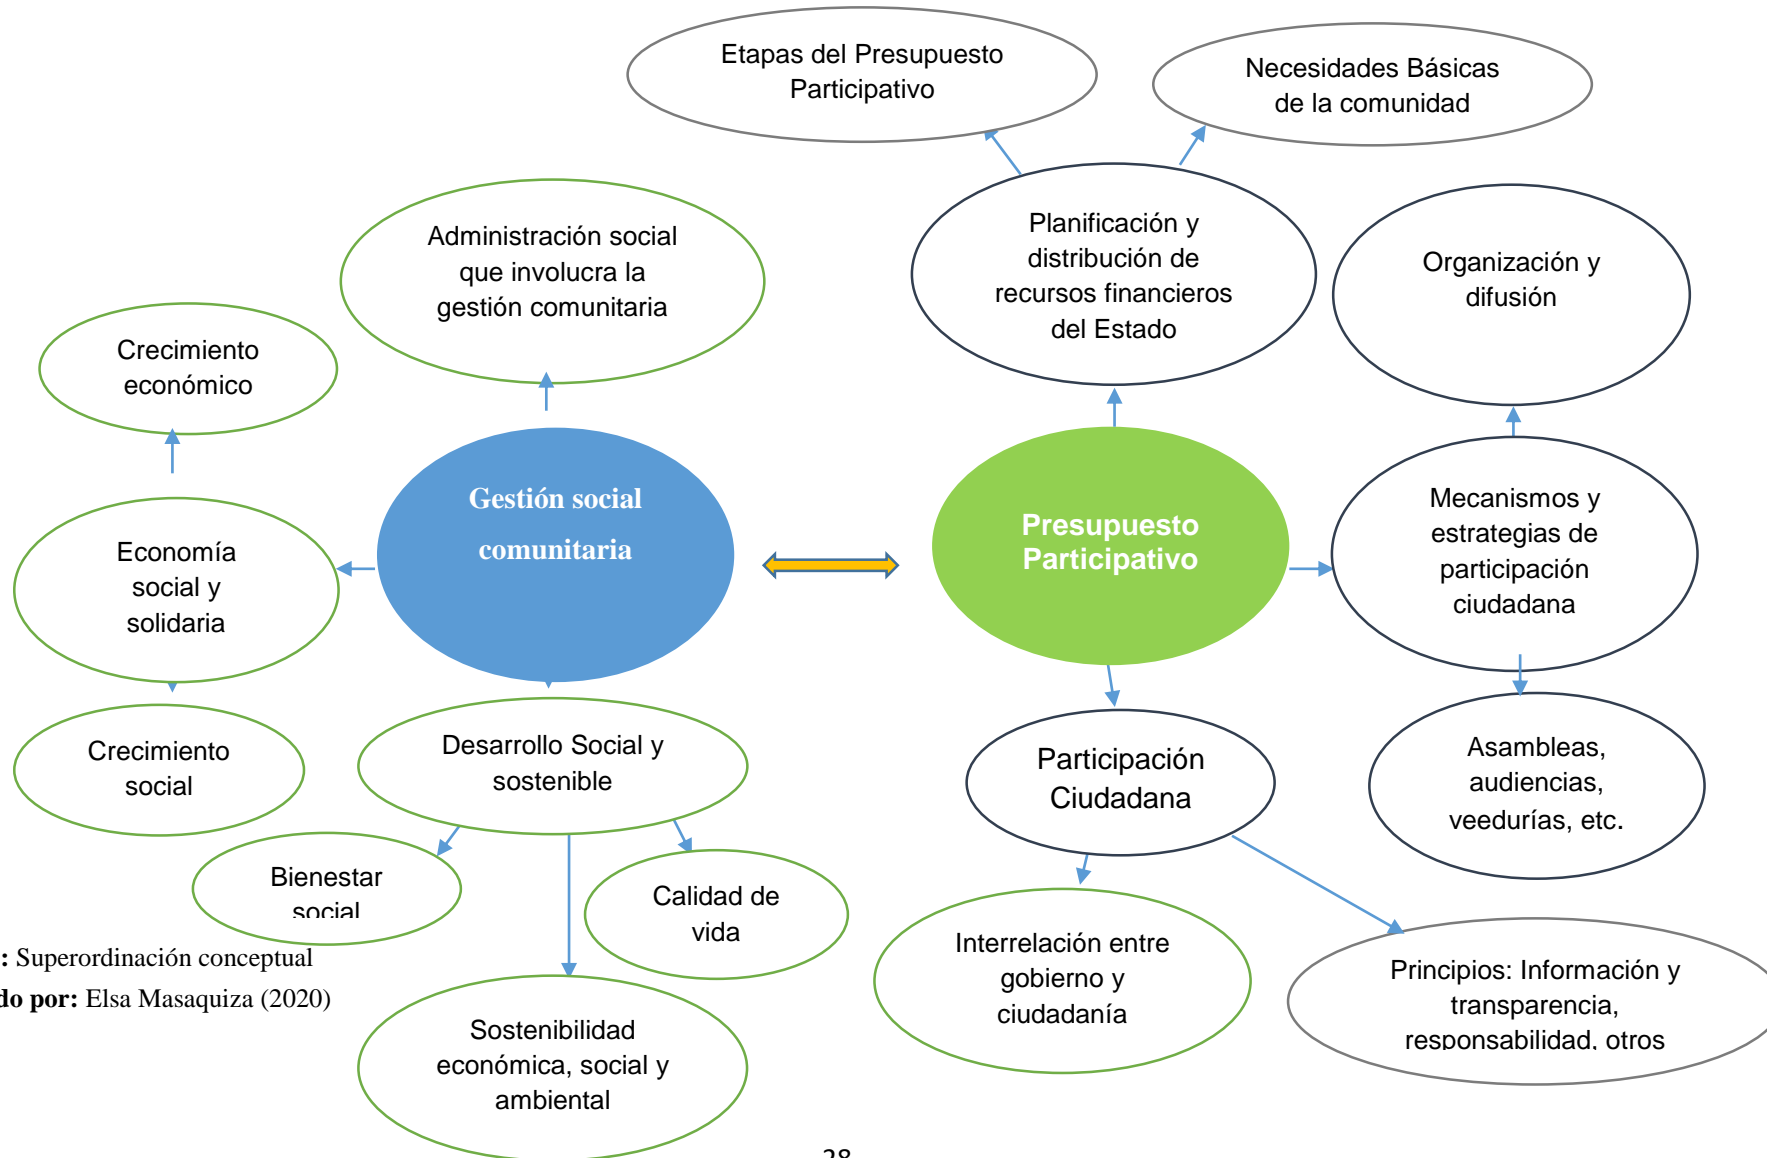 Etapas del Presupuesto
Participativo
Necesidades Básicas
de la comunidad
Administración social
que involucra la
gestión comunitaria
Planificación y
distribución de
recursos financieros
del Estado
Organización y
difusión
Crecimiento
económico
Gestión social
comunitaria
Presupuesto
Participativo
Mecanismos y
estrategias de
participación
ciudadana
Economía
social y
solidaria
Crecimiento
social
Desarrollo Social y
sostenible
Participación
Ciudadana
Asambleas,
audiencias,
veedurías, etc.
Bienestar
social
Calidad de
vida
Interrelación entre
gobierno y
ciudadanía
Principios: Información y
transparencia,
responsabilidad, otros
: Superordinación conceptual
do por: Elsa Masaquiza (2020)
Sostenibilidad
económica, social y
ambiental
28